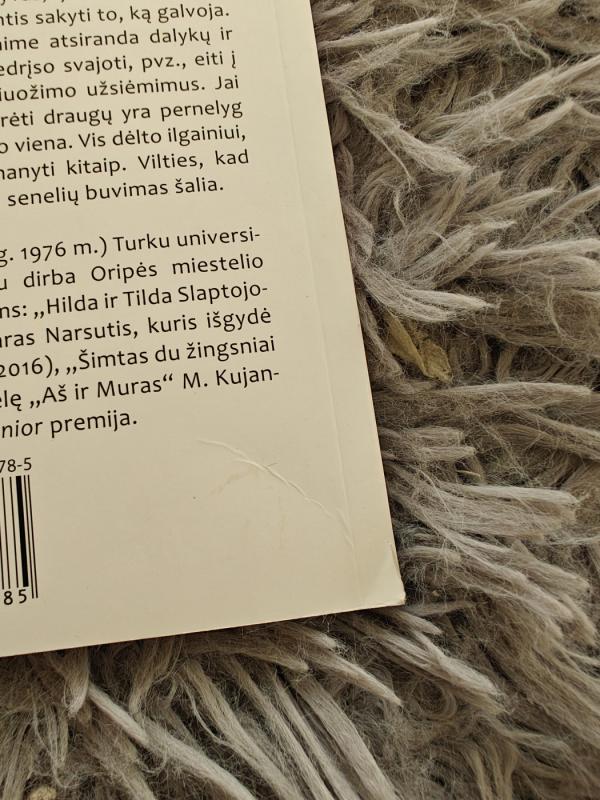 ntis sakyti to, ką galvoja.
ime atsiranda dalykų ir
edrįso svajoti, pvz., eiti į
iuožimo užsiėmimus. Jai
rėti draugų yra pernelyg
o viena. Vis dėlto ilgainiui,
manyti kitaip. Vilties, kad
senelių buvimas šalia.
g. 1976 m.) Turku universi-
u dirba Oripės miestelio
ns: „Hilda ir Tilda Slaptojo-
aras Narsutis, kuris išgydė
2016), „Šimtas du žingsniai
elę „Aš ir Muras“ M. Kujan-
nior premija.
78-5
85